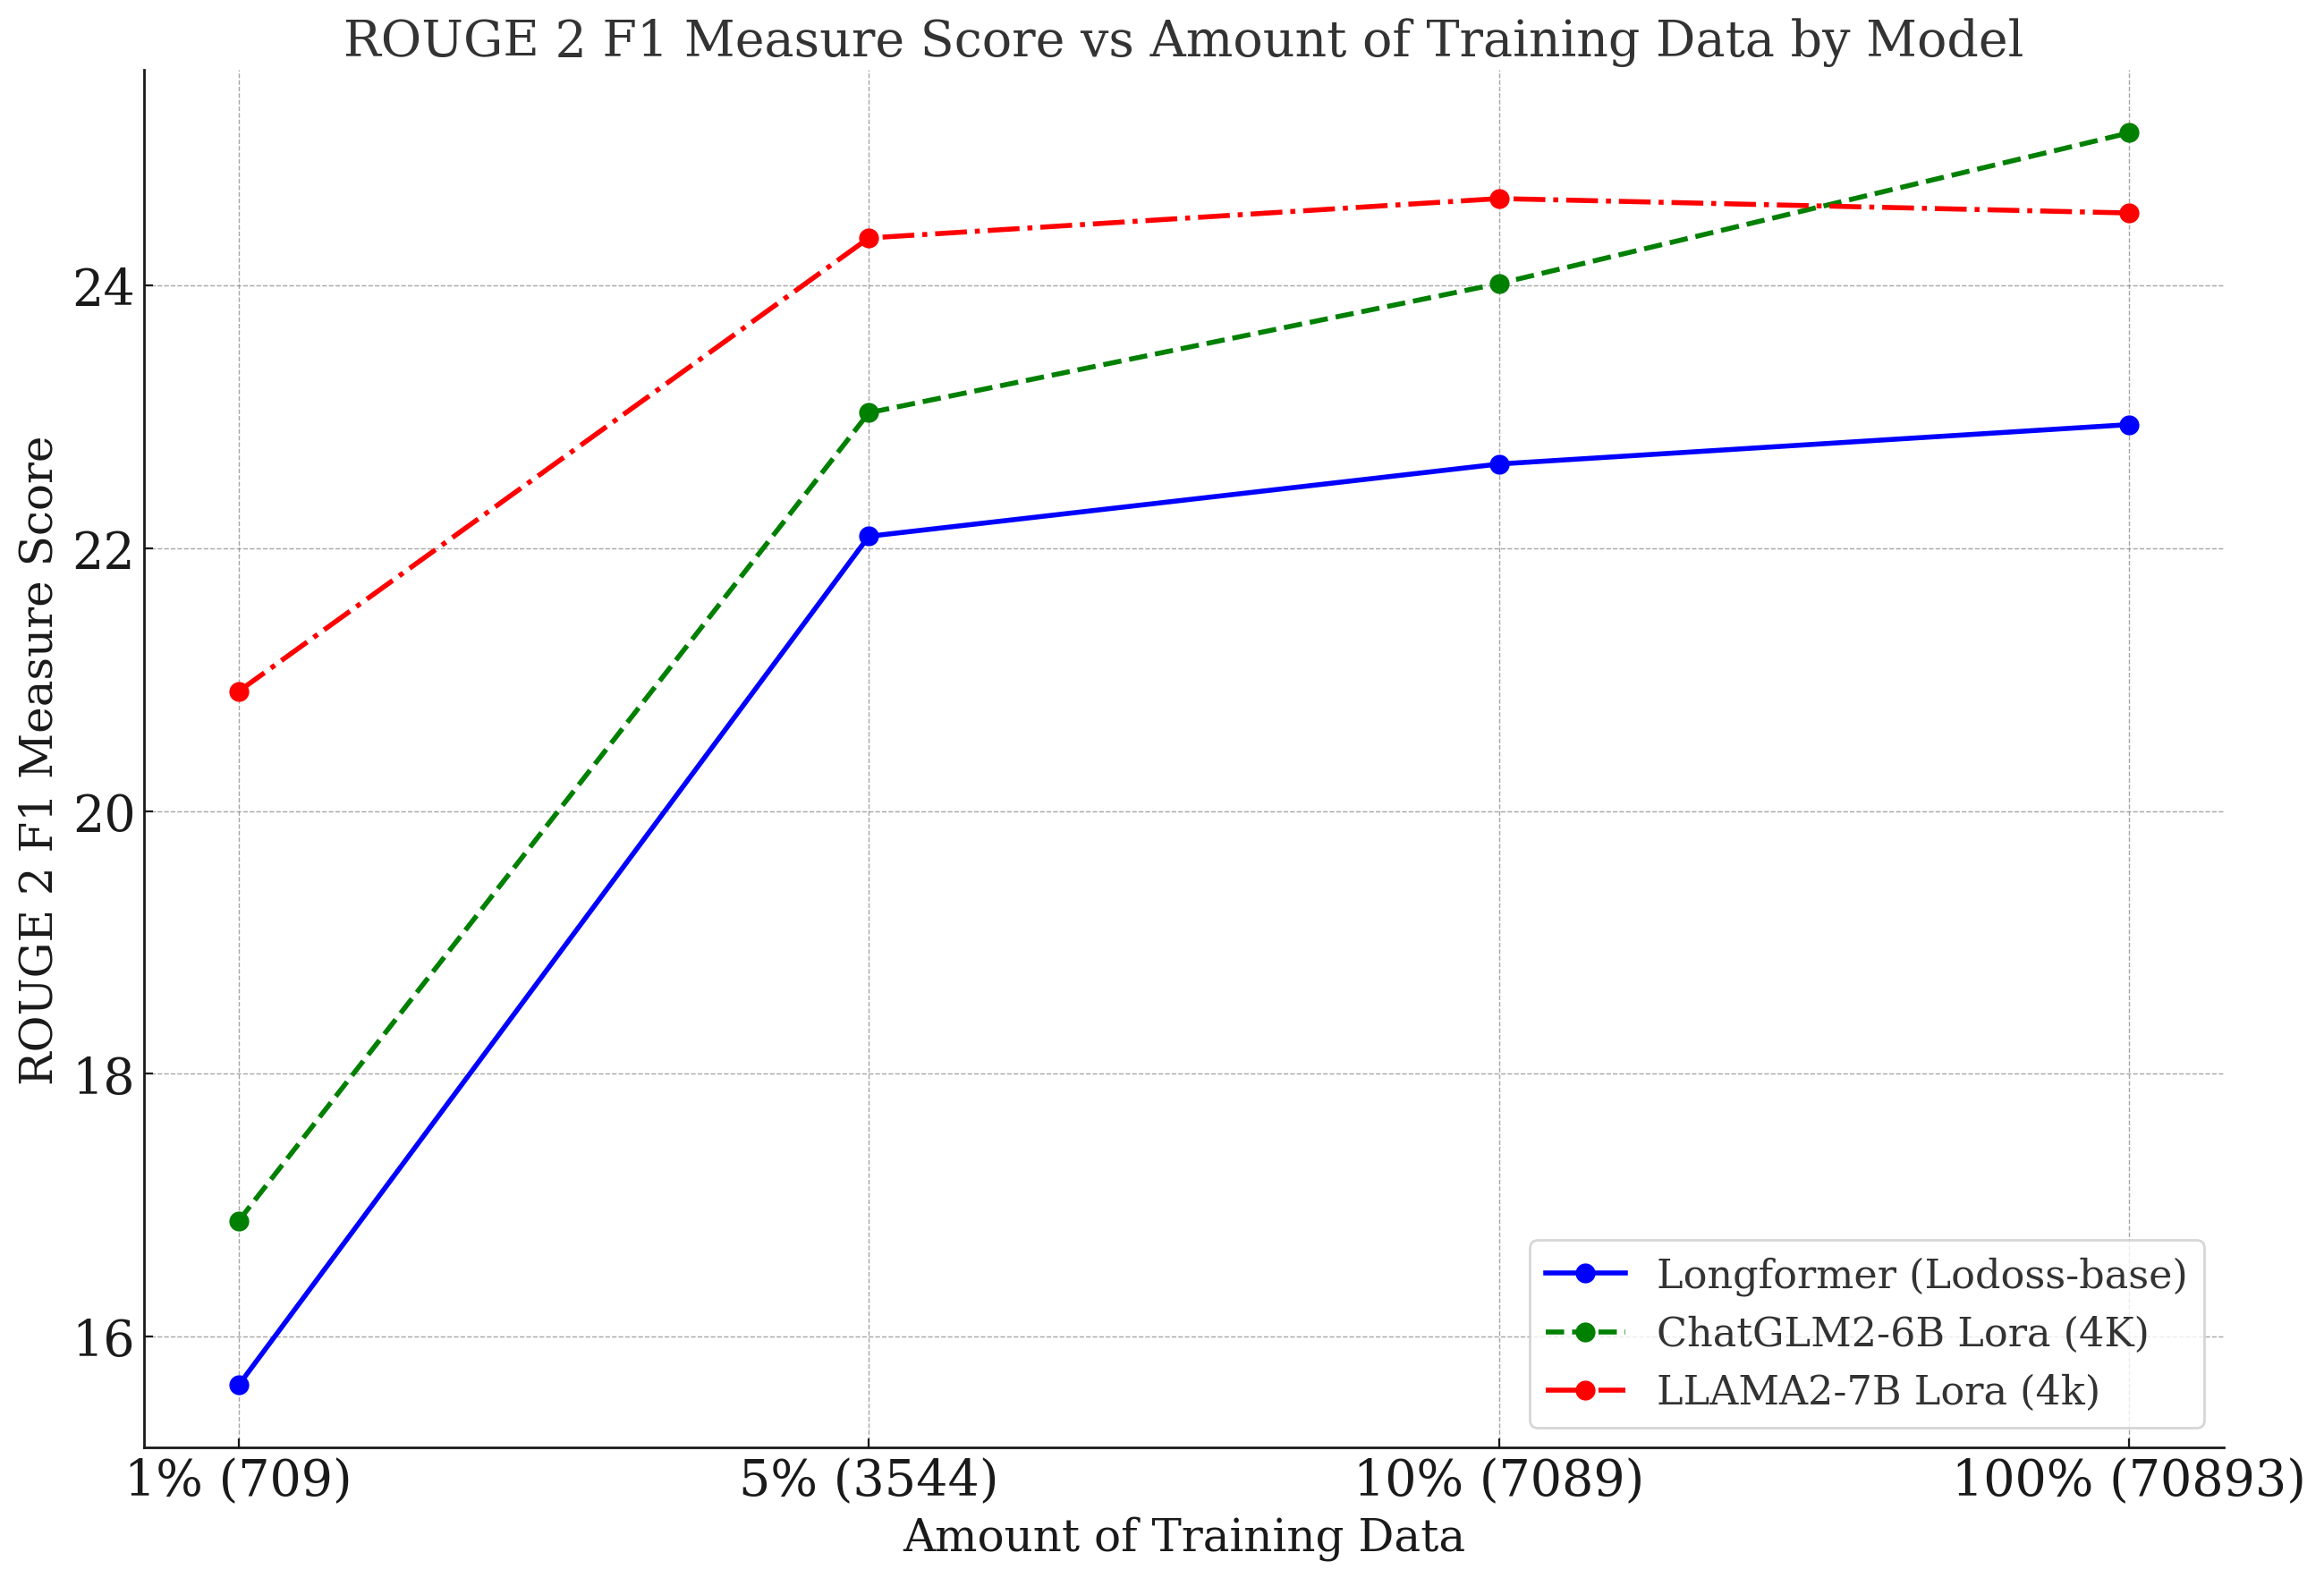 ROUGE 2 F1 Measure Score vs Amount of Training Data by Model
ROUGE 2 F1 Measure Score
24
22
20
18
16
1% (709)
5% (3544)
10% (7089)
100% (70893)
Amount of Training Data
Longformer (Lodoss-base)
ChatGLM2-6B Lora (4K)
LLAMA2-7B Lora (4k)